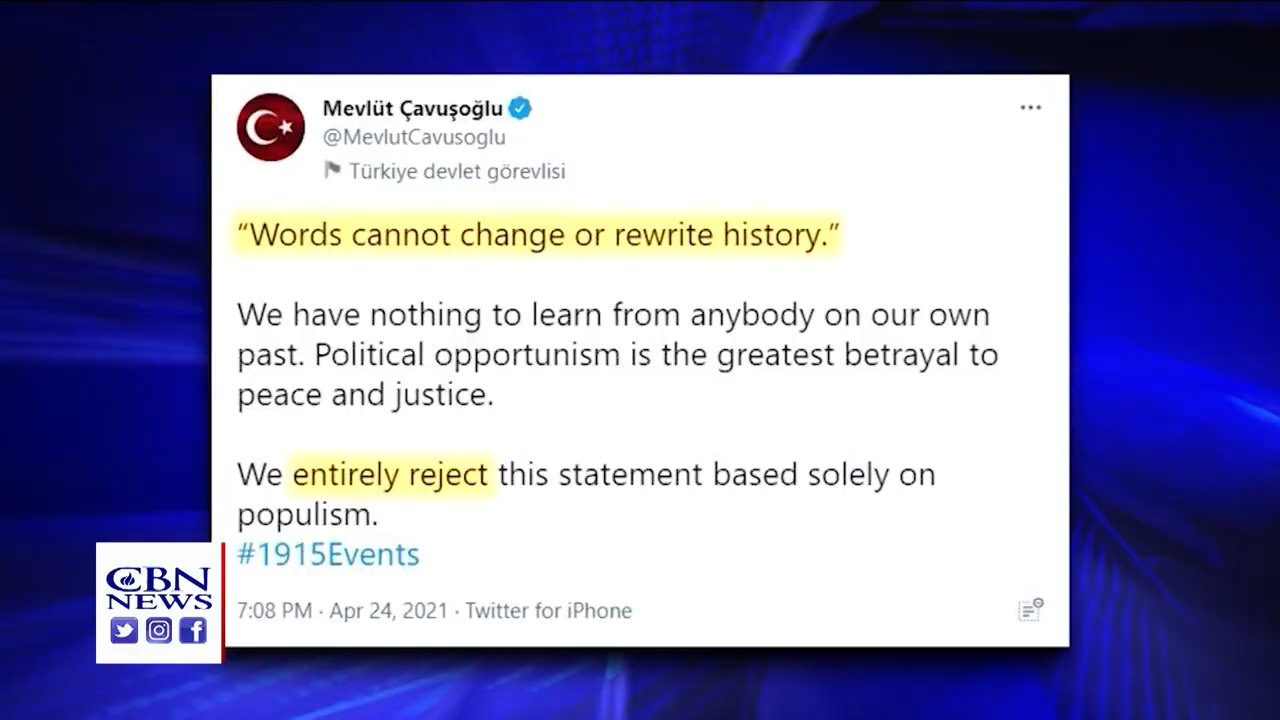 Mevlüt Çavuşoğlu
@MevlutCavusoglu
Türkiye devlet görevlisi
“Words cannot change or rewrite history.”
We have nothing to learn from anybody on our own
past. Political opportunism is the greatest betrayal to
peace and justice.
We entirely reject this statement based solely on
populism.
#1915Events
7:08 PM · Apr 24, 2021 · Twitter for iPhone
CBN
NEWS